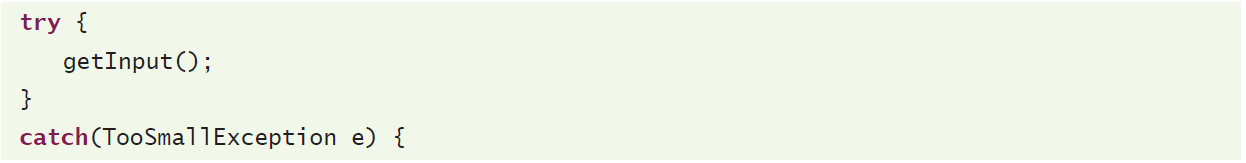 try {
    getInput();
}
catch(TooSmallException e) {